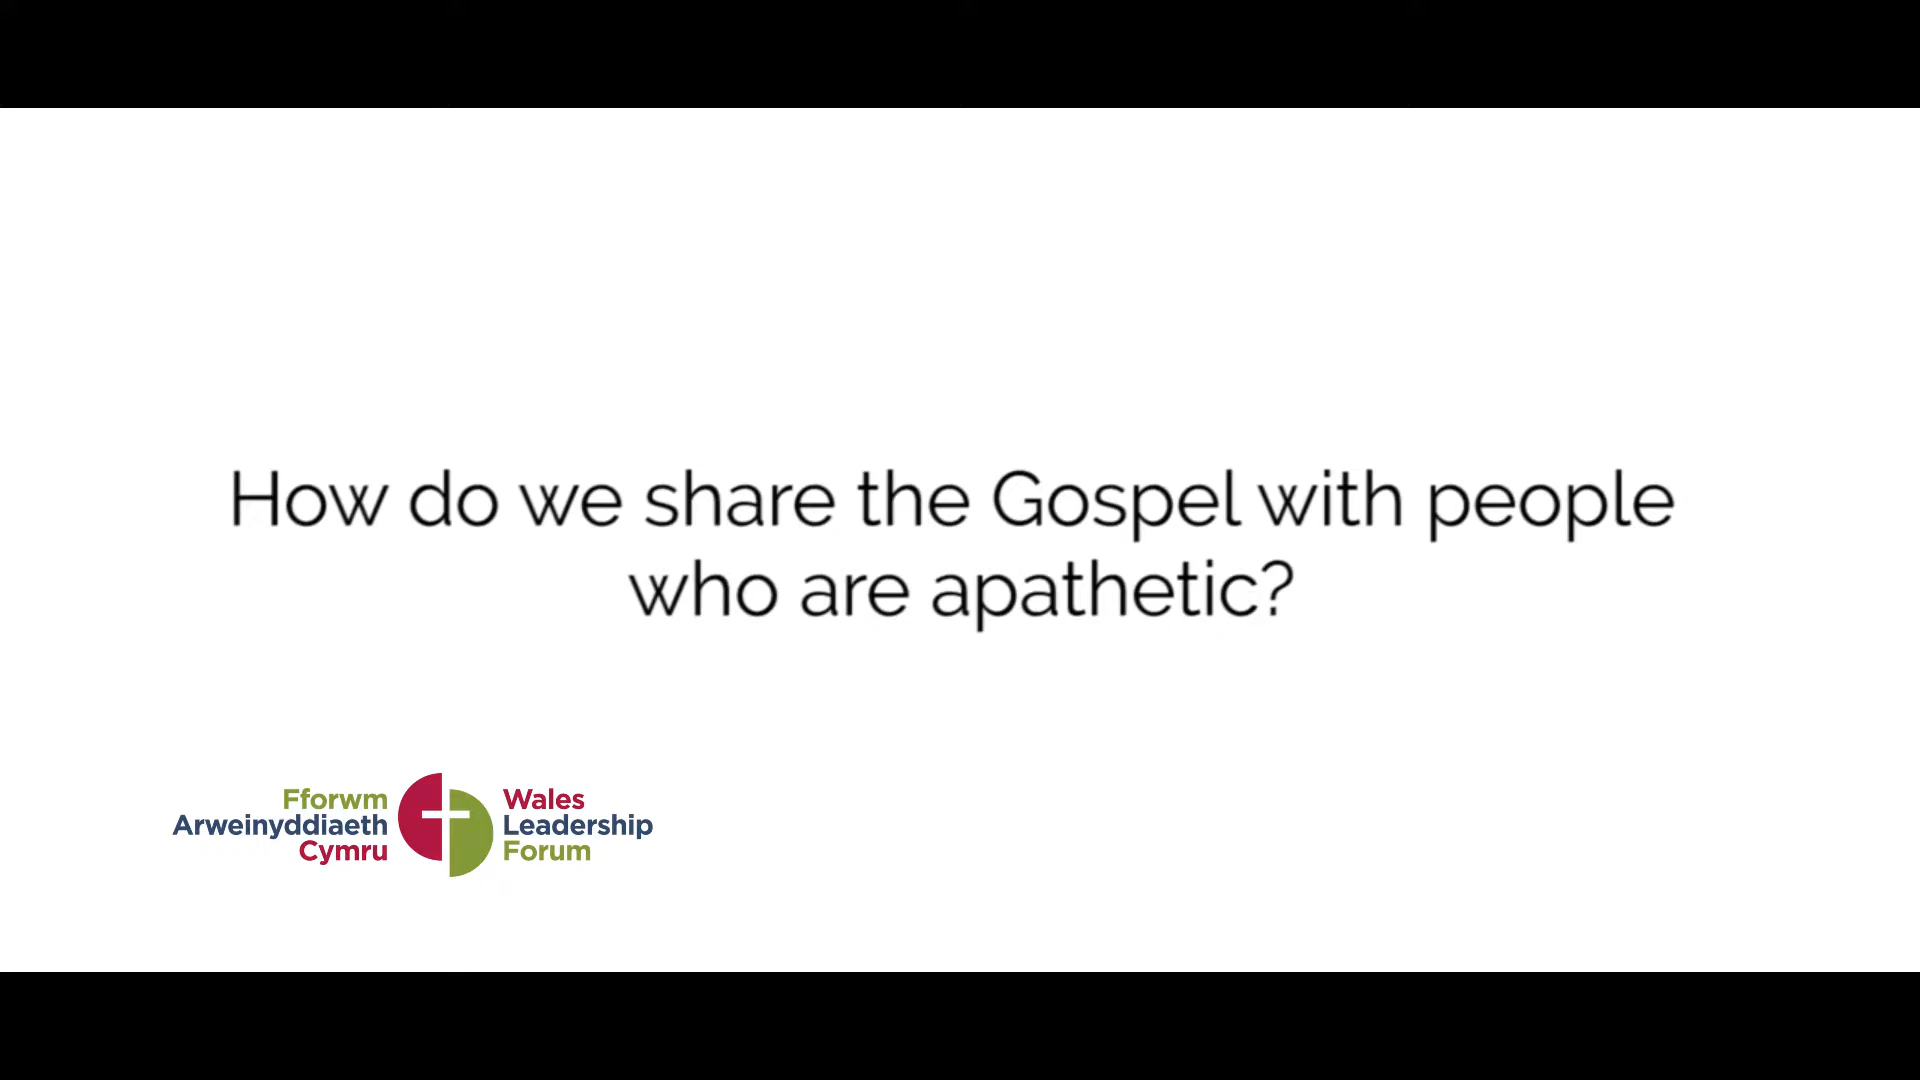 How do we share the Gospel with people
who are apathetic?
Fforwm
Arweinyddiaeth
Cymru
Wales
Leadership
Forum